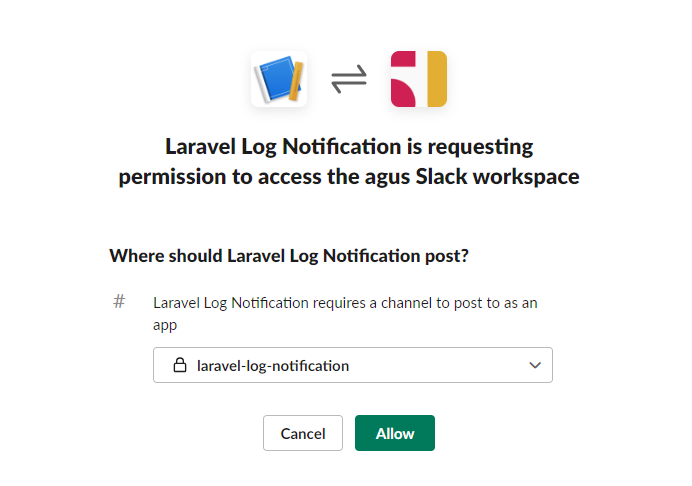 Laravel Log Notification is requesting
permission to access the agus Slack workspace
Where should Laravel Log Notification post?
# Laravel Log Notification requires a channel to post to as an
app
laravel-log-notification
Cancel Allow